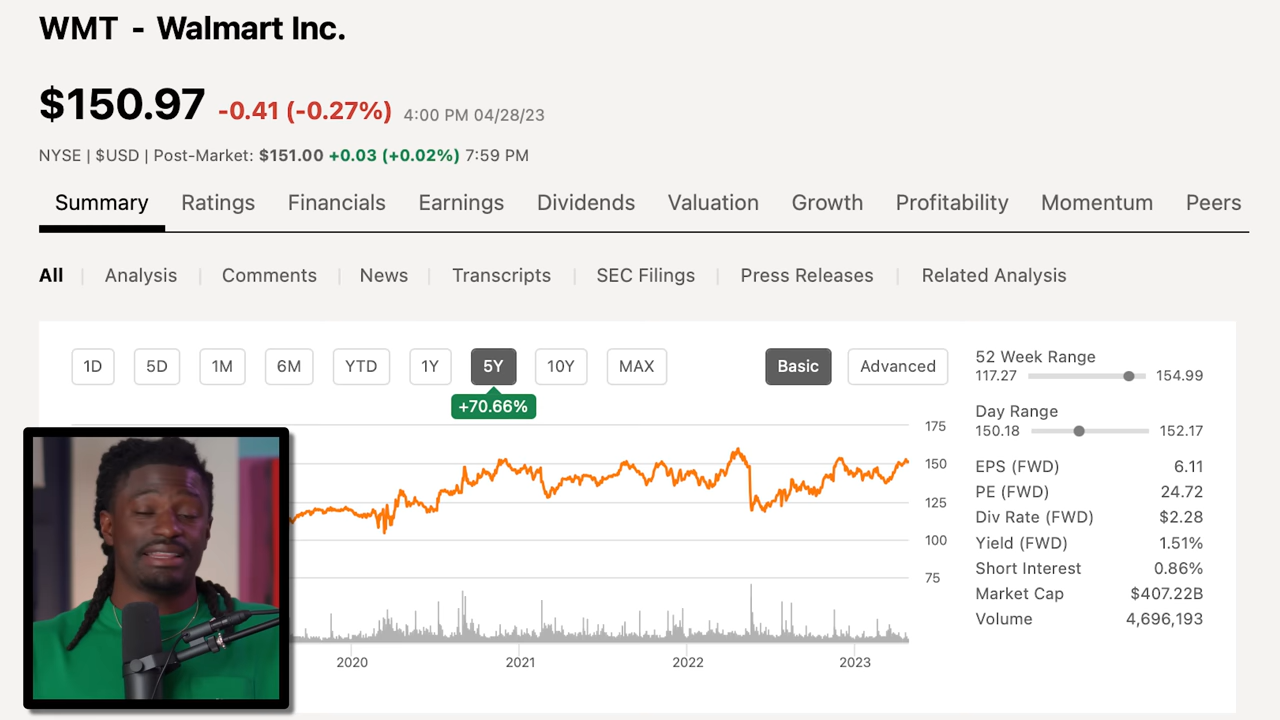 WMT - Walmart Inc.
$150.97 -0.41 (-0.27%) 4:00 PM 04/28/23
NYSE | $USD | Post-Market: $151.00 +0.03 (+0.02%) 7:59 PM
Summary Ratings Financials Earnings Dividends Valuation Growth Profitability Momentum Peers
All | Analysis | Comments | News | Transcripts | SEC Filings | Press Releases | Related Analysis
1D 5D 1M 6M YTD 1Y 5Y 10Y MAX Basic Advanced
+70.66%
175
150
125
100
75
2020 2021 2022 2023
52 Week Range
117.27 154.99
Day Range
150.18 152.17
EPS (FWD) 6.11
PE (FWD) 24.72
Div Rate (FWD) $2.28
Yield (FWD) 1.51%
Short Interest 0.86%
Market Cap $407.22B
Volume 4,696,193